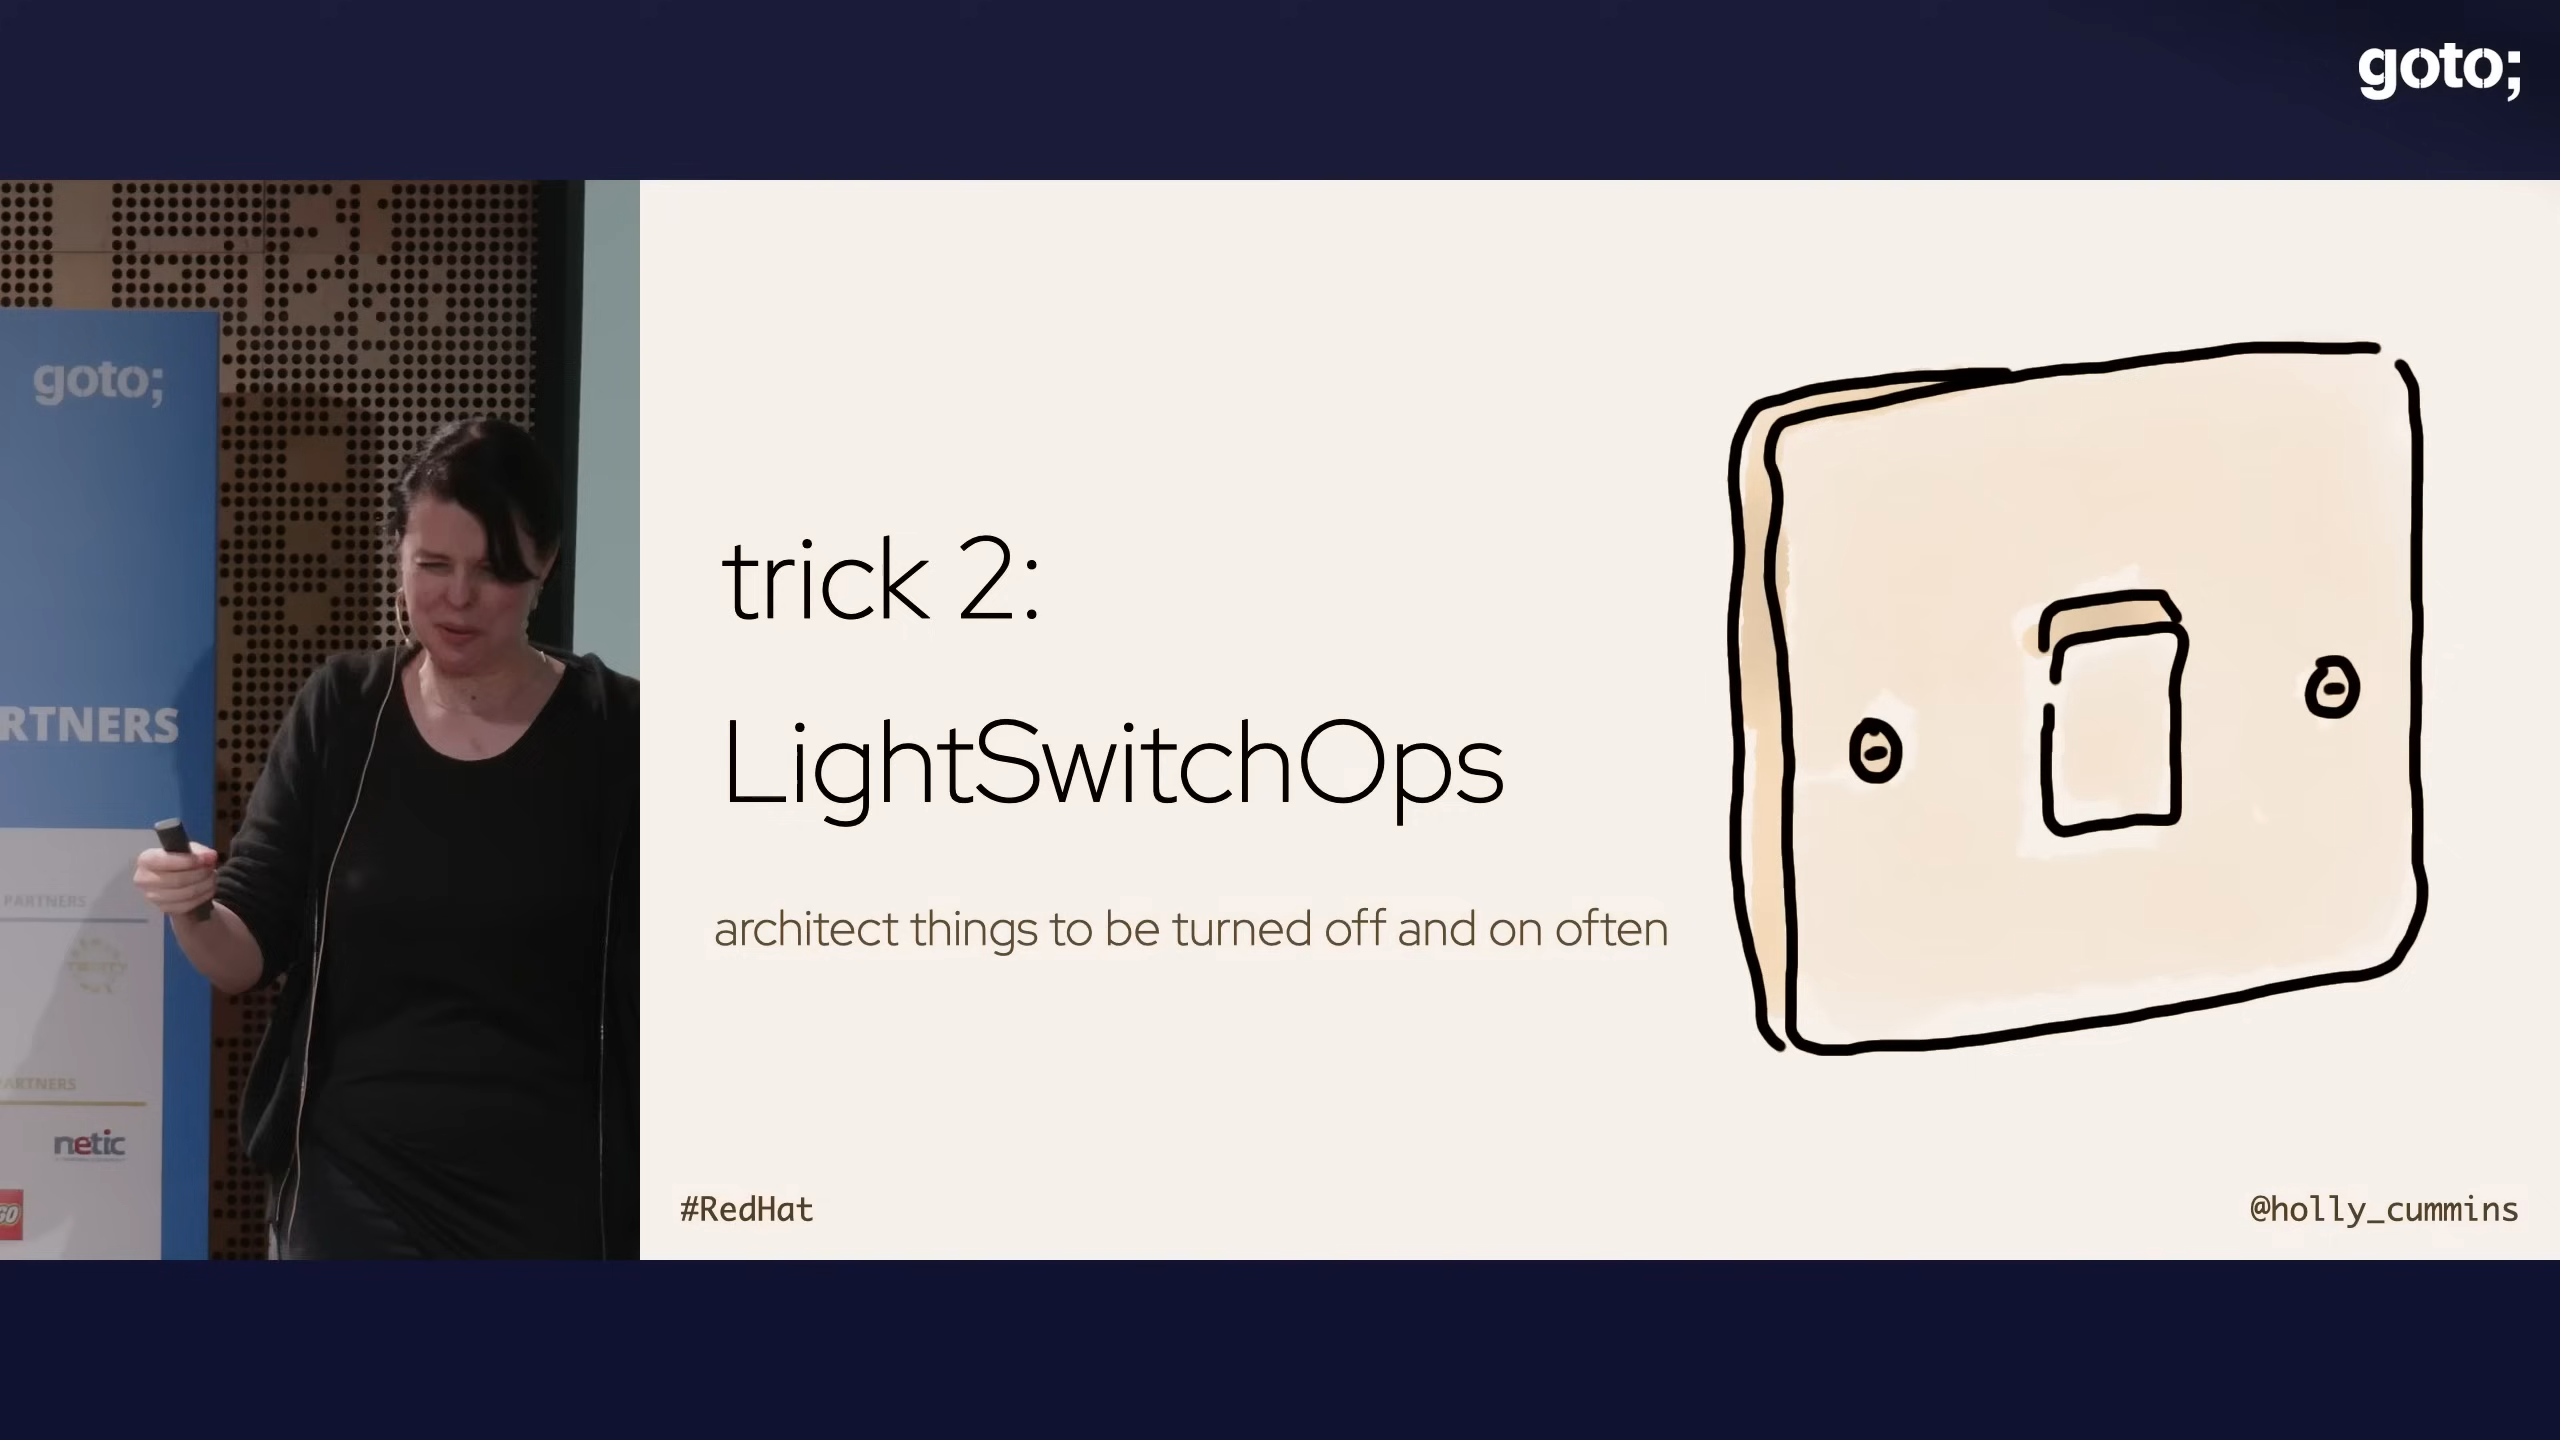 goto;
goto;
RTNERS
PARTNERS
PARTNERS
netic
trick 2:
LightSwitchOps
architect things to be turned off and on often
#RedHat
@holly_cummins